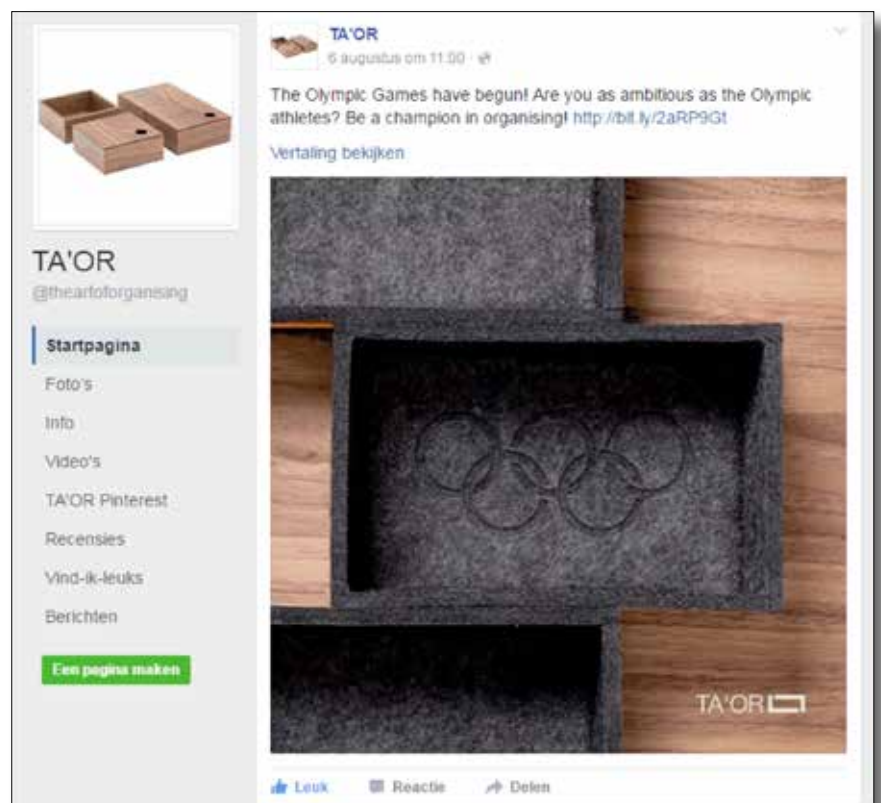 TA'OR
6 augustus om 11:00
The Olympic Games have begun! Are you as ambitious as the Olympic
athletes? Be a champion in organising! http://bit.ly/2aRP9Gt
Vertaling bekijken
TA'OR
@theartoforganising
Startpagina
Foto's
Info
Video's
TA'OR Pinterest
Recensies
Vind-ik-leuks
Berichten
Een pagina maken
TA'OR
Leuk Reactie Delen